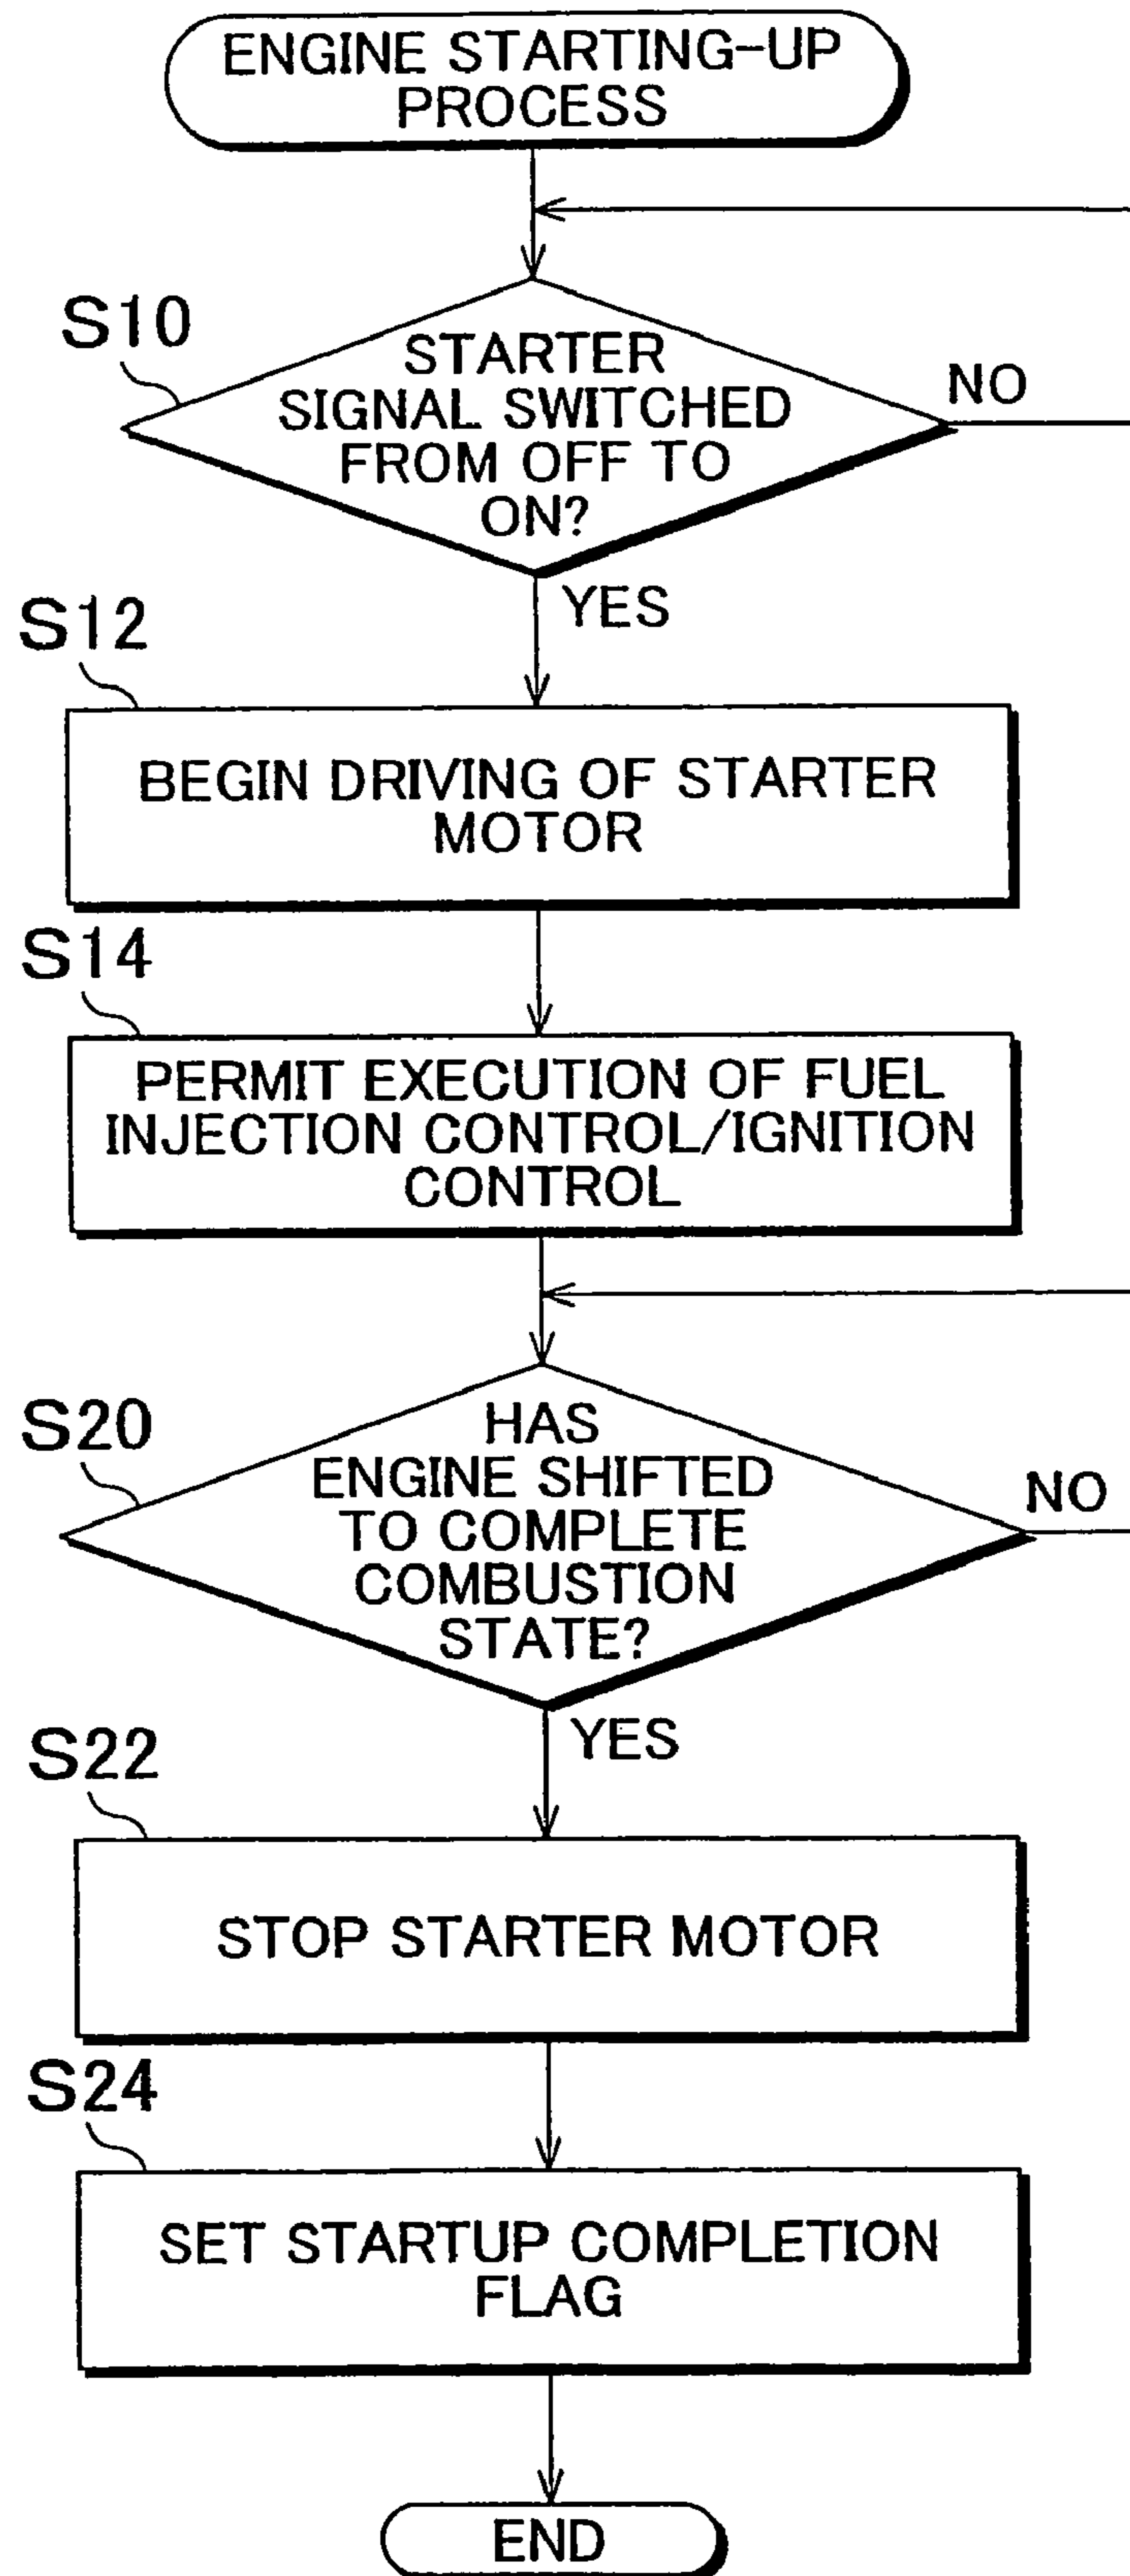 ENGINE STARTING-UP
PROCESS
S10
STARTER
SIGNAL SWITCHED
FROM OFF TO
ON?
NO
YES
S12
BEGIN DRIVING OF STARTER
MOTOR
S14
PERMIT EXECUTION OF FUEL
INJECTION CONTROL/IGNITION
CONTROL
S20
HAS
ENGINE SHIFTED
TO COMPLETE
COMBUSTION
STATE?
NO
YES
S22
STOP STARTER MOTOR
S24
SET STARTUP COMPLETION
FLAG
END